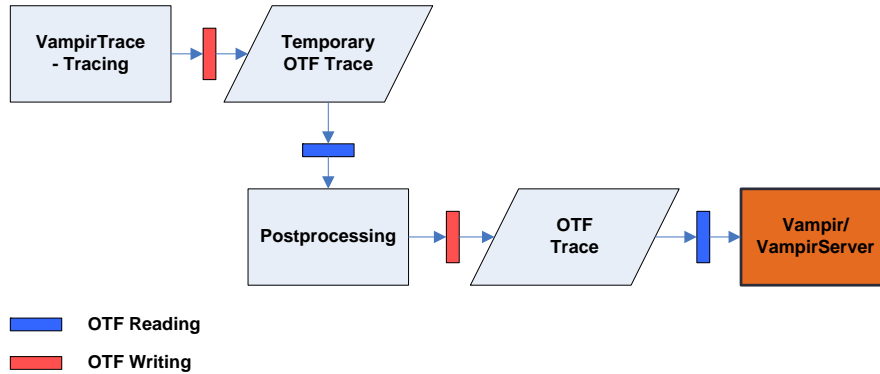 VampirTrace
- Tracing
Temporary
OTF Trace
Postprocessing
OTF
Trace
Vampir/
VampirServer
OTF Reading
OTF Writing